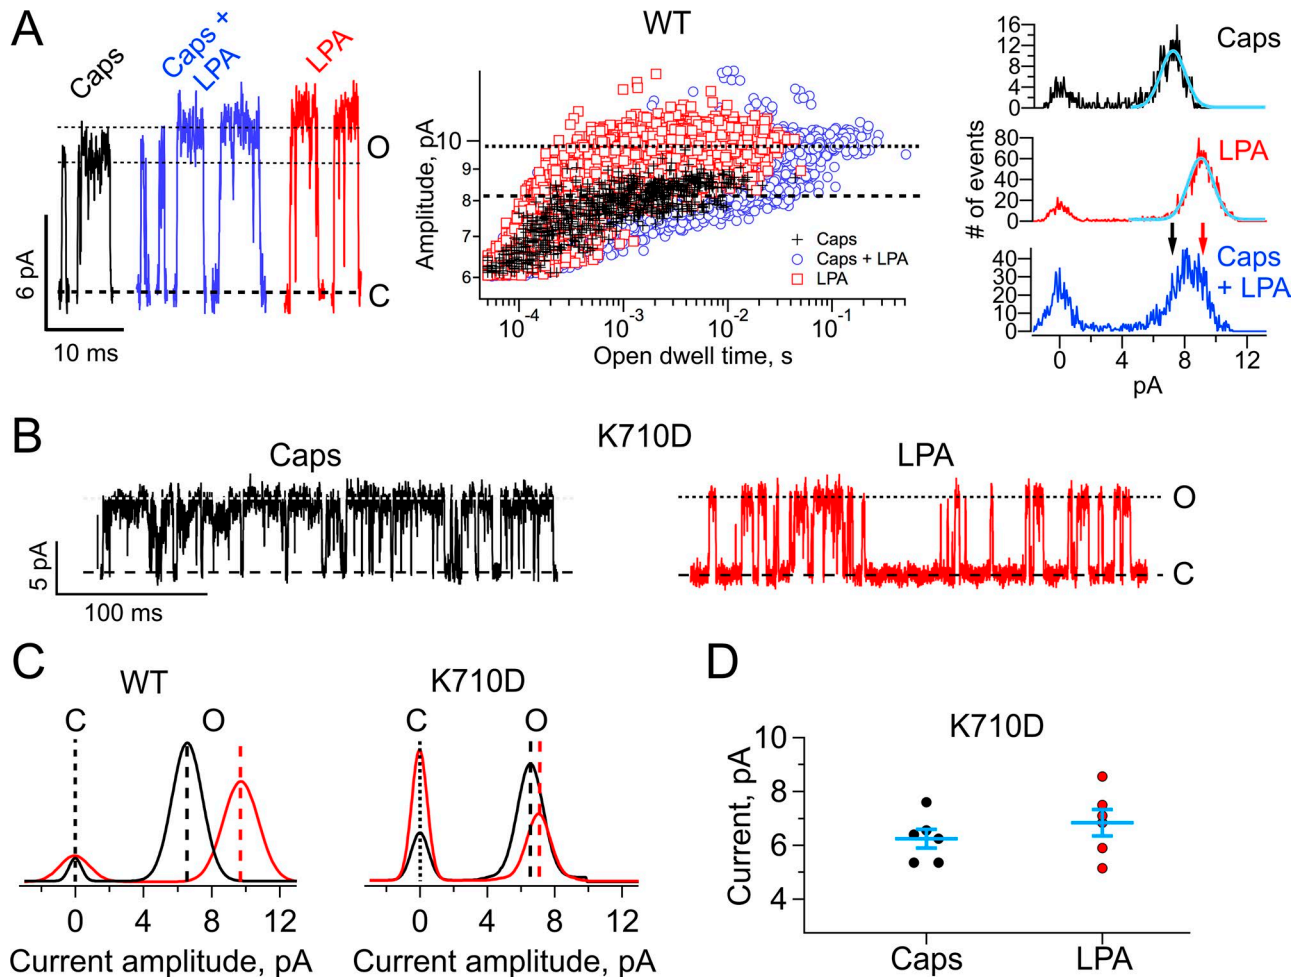 A
WT
Caps
Caps +
LPA
LPA
O
C
6 pA
10 ms
Amplitude, pA
10
9
8
7
6
Caps
Caps + LPA
LPA
10-4
10-3
10-2
10-1
Open dwell time, s
# of events
16
12
8
4
0
Caps
80
60
40
20
0
LPA
40
30
20
10
0
Caps
+ LPA
0 4 8 12
pA
B
K710D
Caps
LPA
O
C
5 pA
100 ms
C
WT
C O
0 4 8 12
Current amplitude, pA
K710D
C O
0 4 8 12
Current amplitude, pA
D
K710D
Current, pA
10
8
6
4
Caps LPA